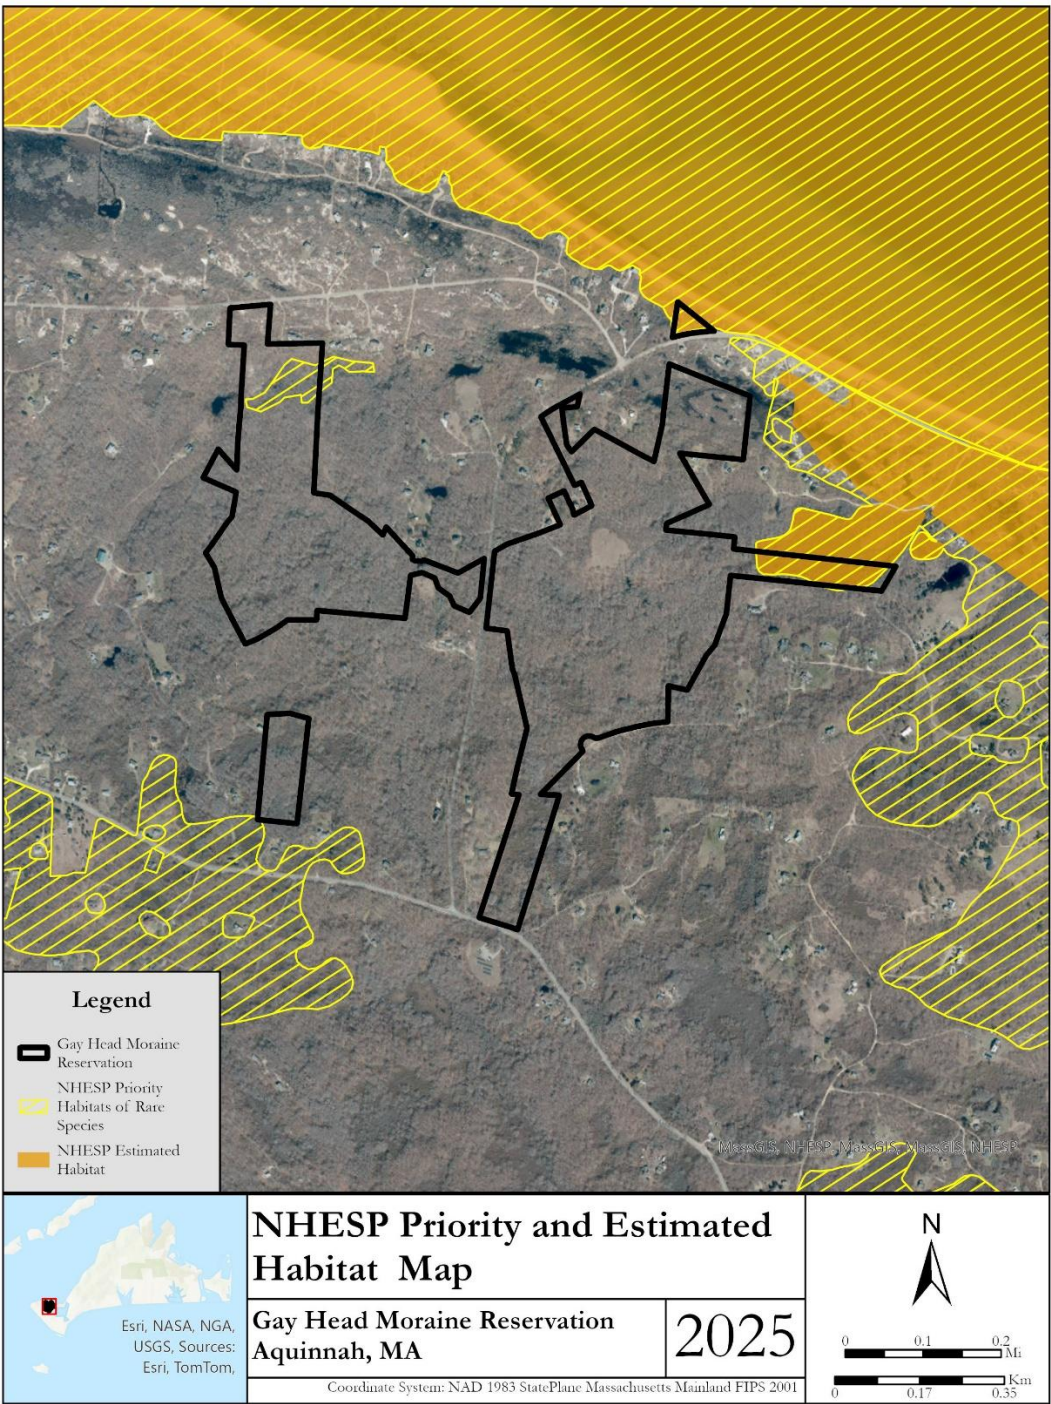 MassGIS, NHESP, MassGIS, MassGIS, NHESP
Legend
Gay Head Moraine
Reservation
NHESP Priority
Habitats of Rare
Species
NHESP Estimated
Habitat
Esri, NASA, NGA,
USGS, Sources:
Esri, TomTom,
NHESP Priority and Estimated
Habitat Map
Gay Head Moraine Reservation
Aquinnah, MA
2025
Coordinate System: NAD 1983 StatePlane Massachusetts Mainland FIPS 2001
N
0 0.1 0.2
Mi
Km
0 0.17 0.35